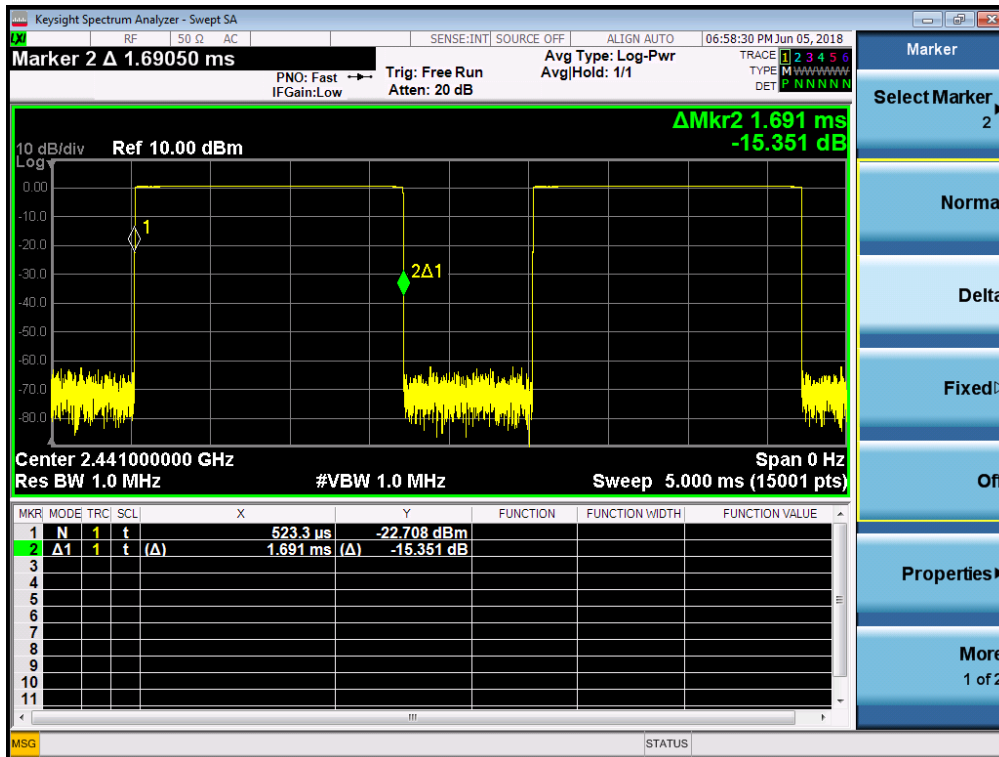 Keysight Spectrum Analyzer - Swept SA
LXI RF 50 Ω AC SENSE:INT SOURCE OFF ALIGN AUTO 06:58:30 PM Jun 05, 2018
Marker 2 Δ 1.69050 ms
PNO: Fast
IFGain:Low
Trig: Free Run
Atten: 20 dB
Avg Type: Log-Pwr
Avg|Hold: 1/1
TRACE 1 2 3 4 5 6
TYPE M WWWWW
DET P N N N N N
ΔMkr2 1.691 ms
-15.351 dB
10 dB/div Ref 10.00 dBm
Log
0.00
-10.0
-20.0
-30.0
-40.0
-50.0
-60.0
-70.0
-80.0
1
2Δ1
Center 2.441000000 GHz Span 0 Hz
Res BW 1.0 MHz #VBW 1.0 MHz Sweep 5.000 ms (15001 pts)
MKR MODE TRC SCL X Y FUNCTION FUNCTION WIDTH FUNCTION VALUE
1 N 1 t 523.3 µs -22.708 dBm
2 Δ1 1 t (Δ) 1.691 ms (Δ) -15.351 dB
3
4
5
6
7
8
9
10
11
MSG STATUS
Marker
Select Marker
2
Norma
Delta
Fixed
Off
Properties
More
1 of 2